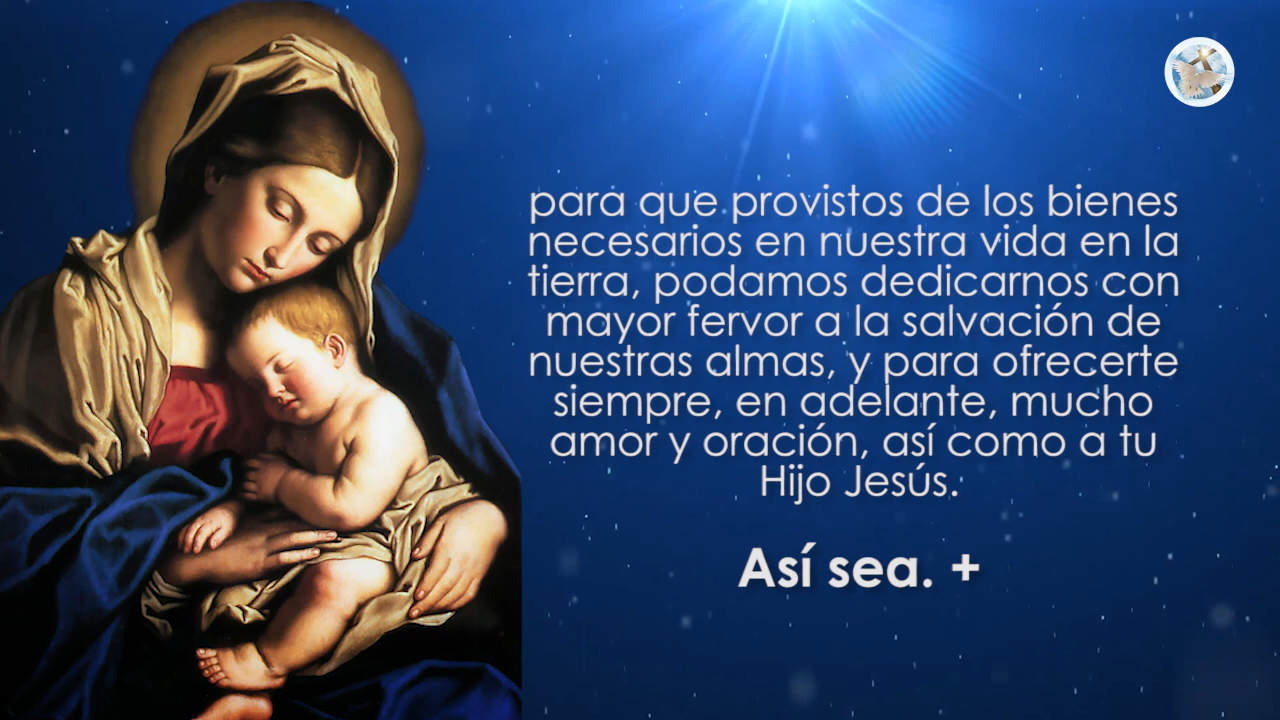 para que provistos de los bienes
necesarios en nuestra vida en la
tierra, podamos dedicarnos con
mayor fervor a la salvación de
nuestras almas, y para ofrecerte
siempre, en adelante, mucho
amor y oración, así como a tu
Hijo Jesús.
Así sea. +